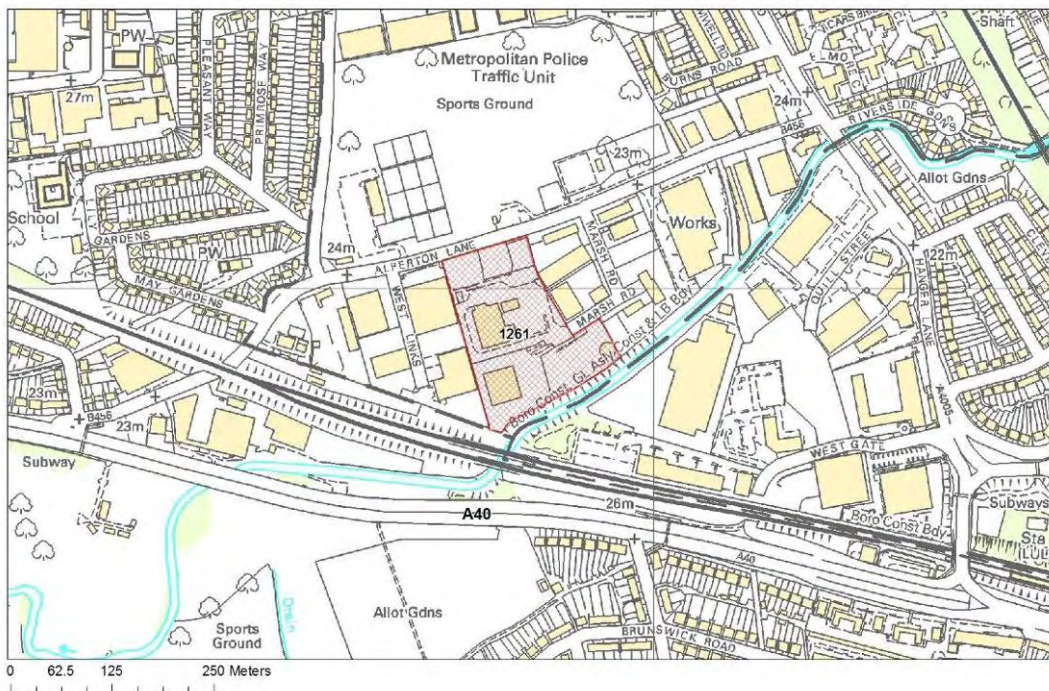 PW
PLEASANT WAY
PRIMROSE WAY
27m
Metropolitan Police
Traffic Unit
Sports Ground
BURNS ROAD
Shaft
24m
B456
RIVERSIDE GDNS
Allot Gdns
23m
School
LILY
GARDENS
PW
MAY GARDENS
24m
ALPERTON LANE
WEST
LINKS
MARSH RD
MARSH RD
Works
QUILL STREET
22m
HANGER
LANE
A4005
1261
Boro Const, GL Asly Const & LB Bdy
23m
B456
23m
Subway
WEST GATE
Subways
Boro Const Bdy
Sta
LUL
A40
26m
A40
Drain
Sports
Ground
Allot Gdns
BRUNSWICK ROAD
0 62.5 125 250 Meters